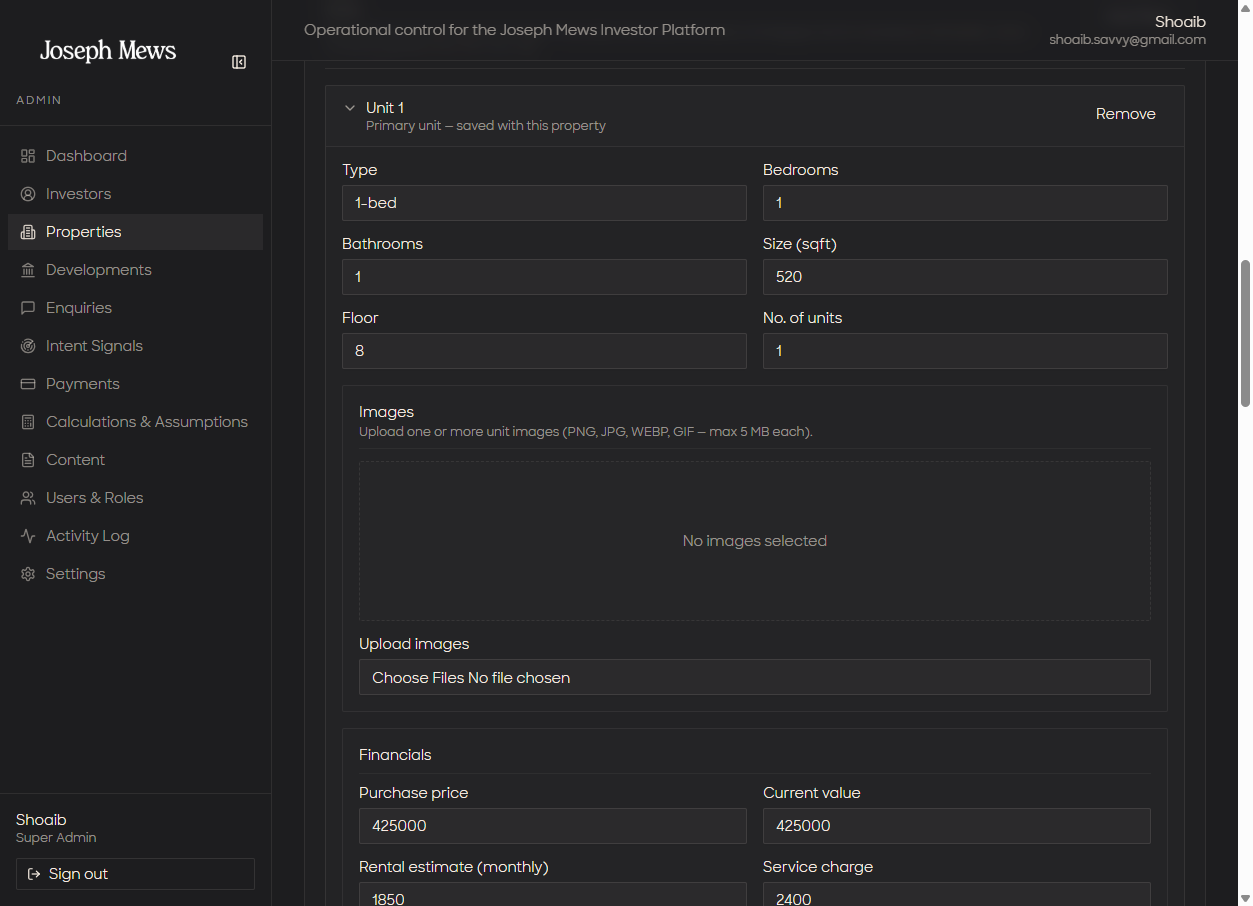 Joseph Mews
ADMIN
Dashboard
Investors
Properties
Developments
Enquiries
Intent Signals
Payments
Calculations & Assumptions
Content
Users & Roles
Activity Log
Settings
Shoaib
Super Admin
Sign out
Operational control for the Joseph Mews Investor Platform
Shoaib
shoaib.savvy@gmail.com
Unit 1
Primary unit – saved with this property
Remove
Type
1-bed
Bedrooms
1
Bathrooms
1
Size (sqft)
520
Floor
8
No. of units
1
Images
Upload one or more unit images (PNG, JPG, WEBP, GIF – max 5 MB each).
No images selected
Upload images
Choose Files No file chosen
Financials
Purchase price
425000
Current value
425000
Rental estimate (monthly)
1850
Service charge
2400